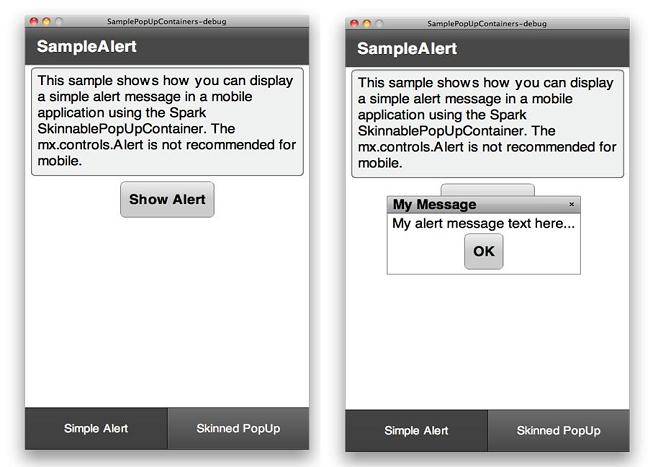 SamplePopUpContainers-debug
SampleAlert
This sample shows how you can display
a simple alert message in a mobile
application using the Spark
SkinnablePopUpContainer. The
mx.controls.Alert is not recommended for
mobile.
Show Alert
Simple Alert
Skinned PopUp
SamplePopUpContainers-debug
SampleAlert
This sample shows how you can display
a simple alert message in a mobile
application using the Spark
SkinnablePopUpContainer. The
mx.controls.Alert is not recommended for
mobile.
My Message
My alert message text here...
OK
Simple Alert
Skinned PopUp